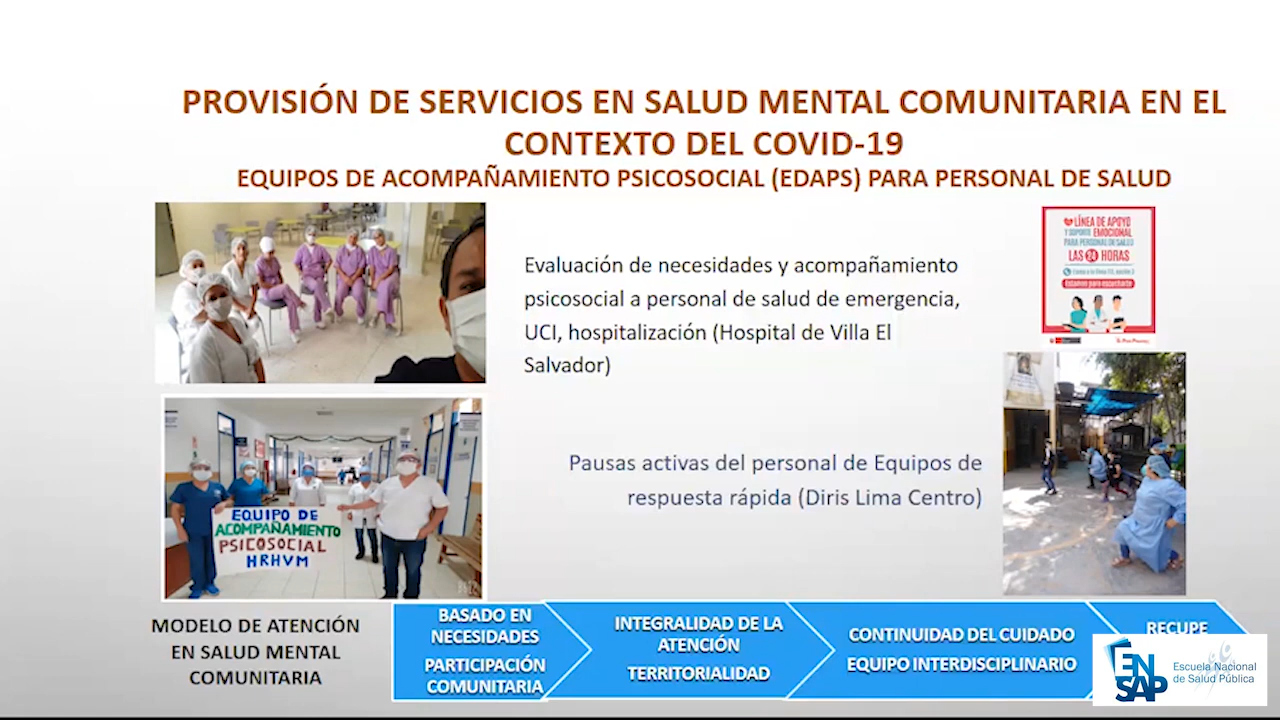 PROVISIÓN DE SERVICIOS EN SALUD MENTAL COMUNITARIA EN EL
CONTEXTO DEL COVID-19
EQUIPOS DE ACOMPAÑAMIENTO PSICOSOCIAL (EDAPS) PARA PERSONAL DE SALUD
Evaluación de necesidades y acompañamiento
psicosocial a personal de salud de emergencia,
UCI, hospitalización (Hospital de Villa El
Salvador)
LÍNEA DE APOYO
Y SOPORTE EMOCIONAL
PARA PERSONAL DE SALUD
LAS 24 HORAS
Estamos para escucharte
Pausas activas del personal de Equipos de
respuesta rápida (Diris Lima Centro)
EQUIPO DE
ACOMPAÑAMIENTO
PSICOSOCIAL
HRHVM
MODELO DE ATENCIÓN
EN SALUD MENTAL
COMUNITARIA
BASADO EN
NECESIDADES
PARTICIPACIÓN
COMUNITARIA
INTEGRALIDAD DE LA
ATENCIÓN
TERRITORIALIDAD
CONTINUIDAD DEL CUIDADO
EQUIPO INTERDISCIPLINARIO
RECUPE
ENSAP
Escuela Nacional
de Salud Pública